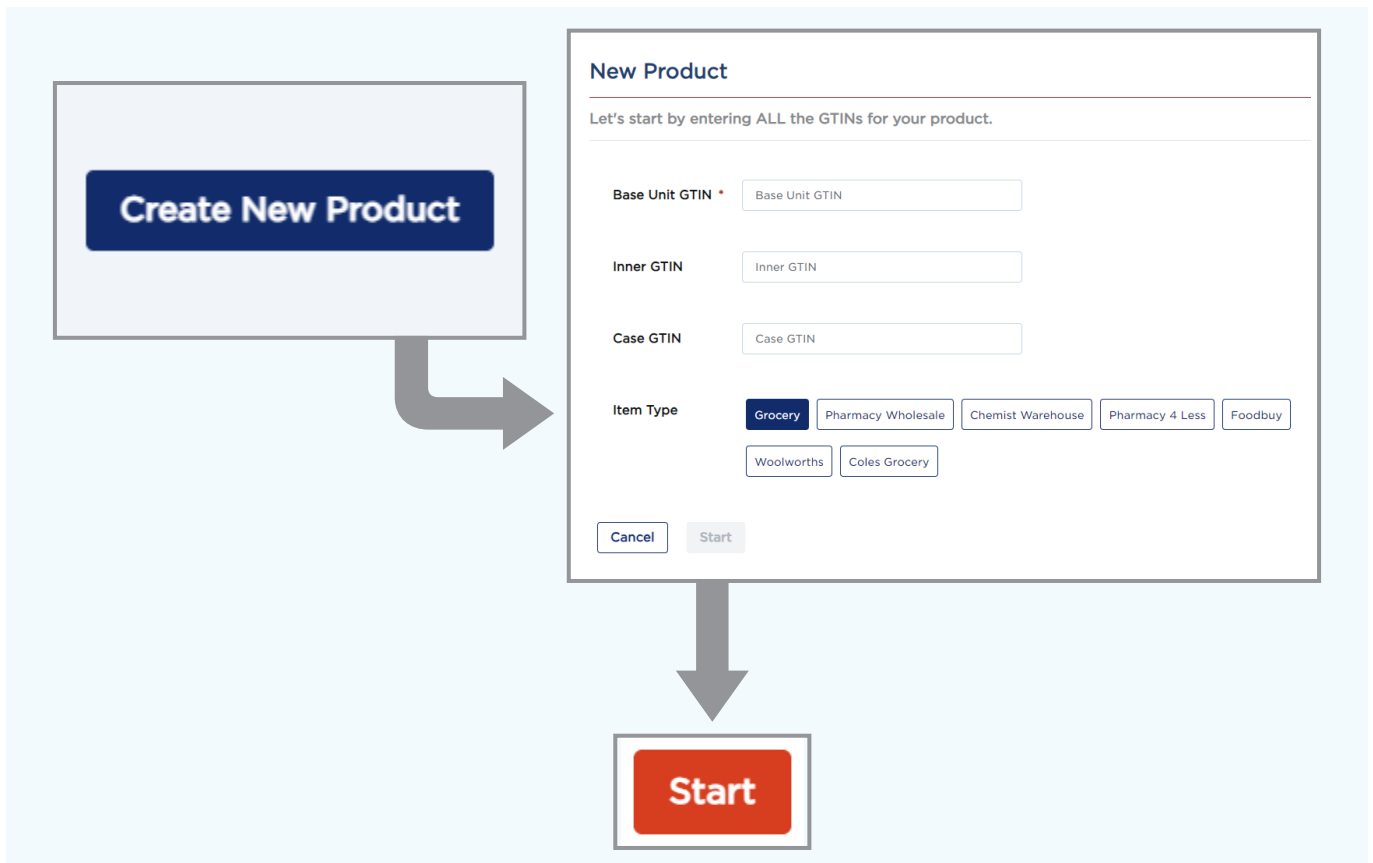 Create New Product
New Product
Let's start by entering ALL the GTINs for your product.
Base Unit GTIN * Base Unit GTIN
Inner GTIN Inner GTIN
Case GTIN Case GTIN
Item Type Grocery Pharmacy Wholesale Chemist Warehouse Pharmacy 4 Less Foodbuy
Woolworths Coles Grocery
Cancel Start
Start